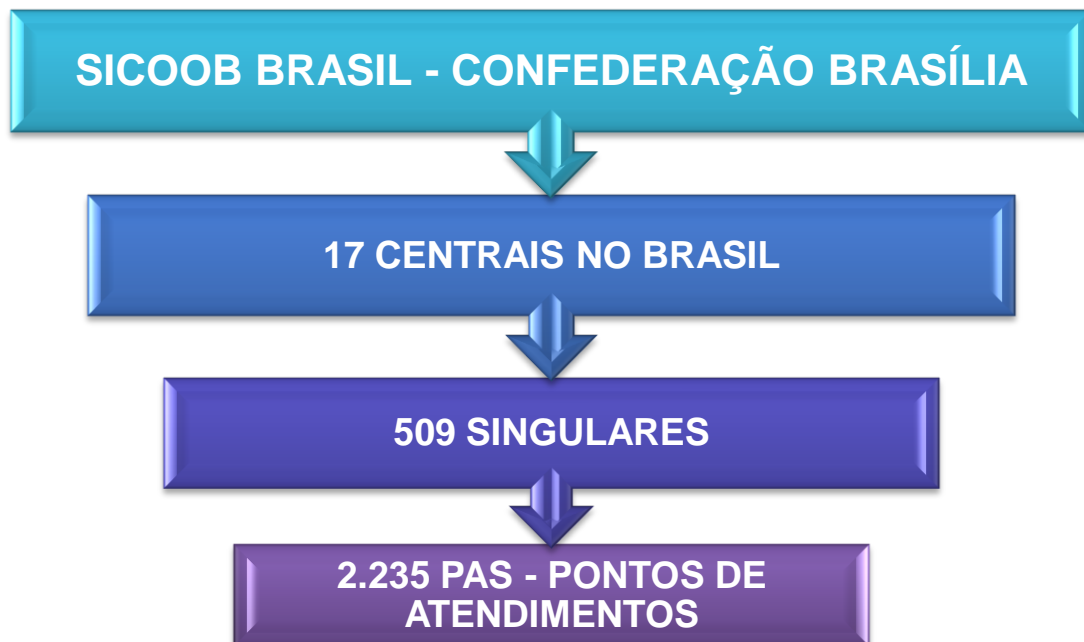 SICOOB BRASIL - CONFEDERAÇÃO BRASÍLIA
17 CENTRAIS NO BRASIL
509 SINGULARES
2.235 PAS - PONTOS DE
ATENDIMENTOS